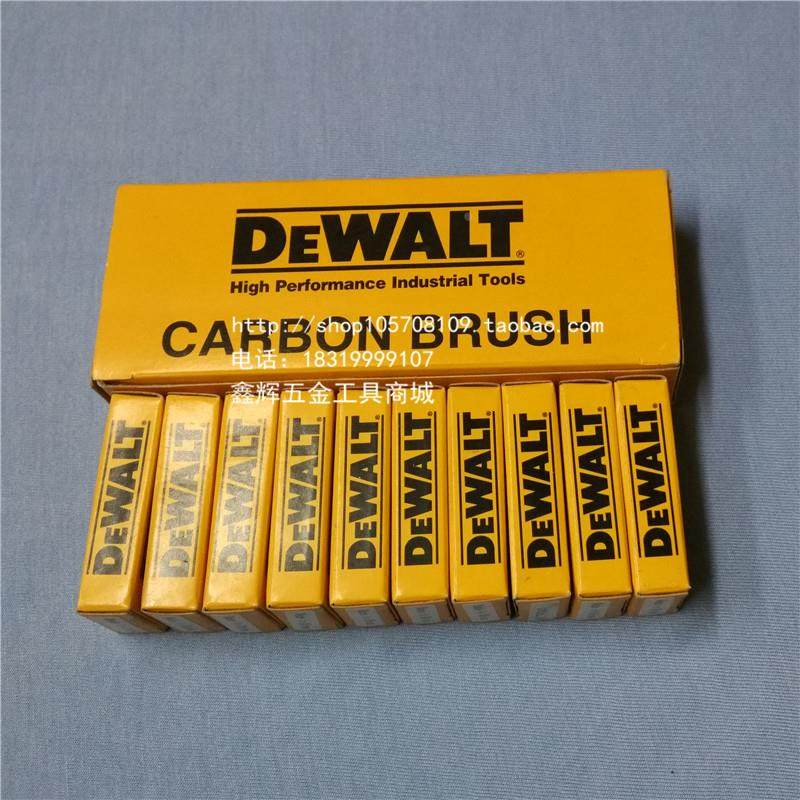 DEWALT®
High Performance Industrial Tools
CARBON BRUSH
http://shop105708109.taobao.com
电话：18319999107
鑫辉五金工具商城
DEWALT®
DEWALT®
DEWALT®
DEWALT®
DEWALT®
DEWALT®
DEWALT®
DEWALT®
DEWALT®
DEWALT®